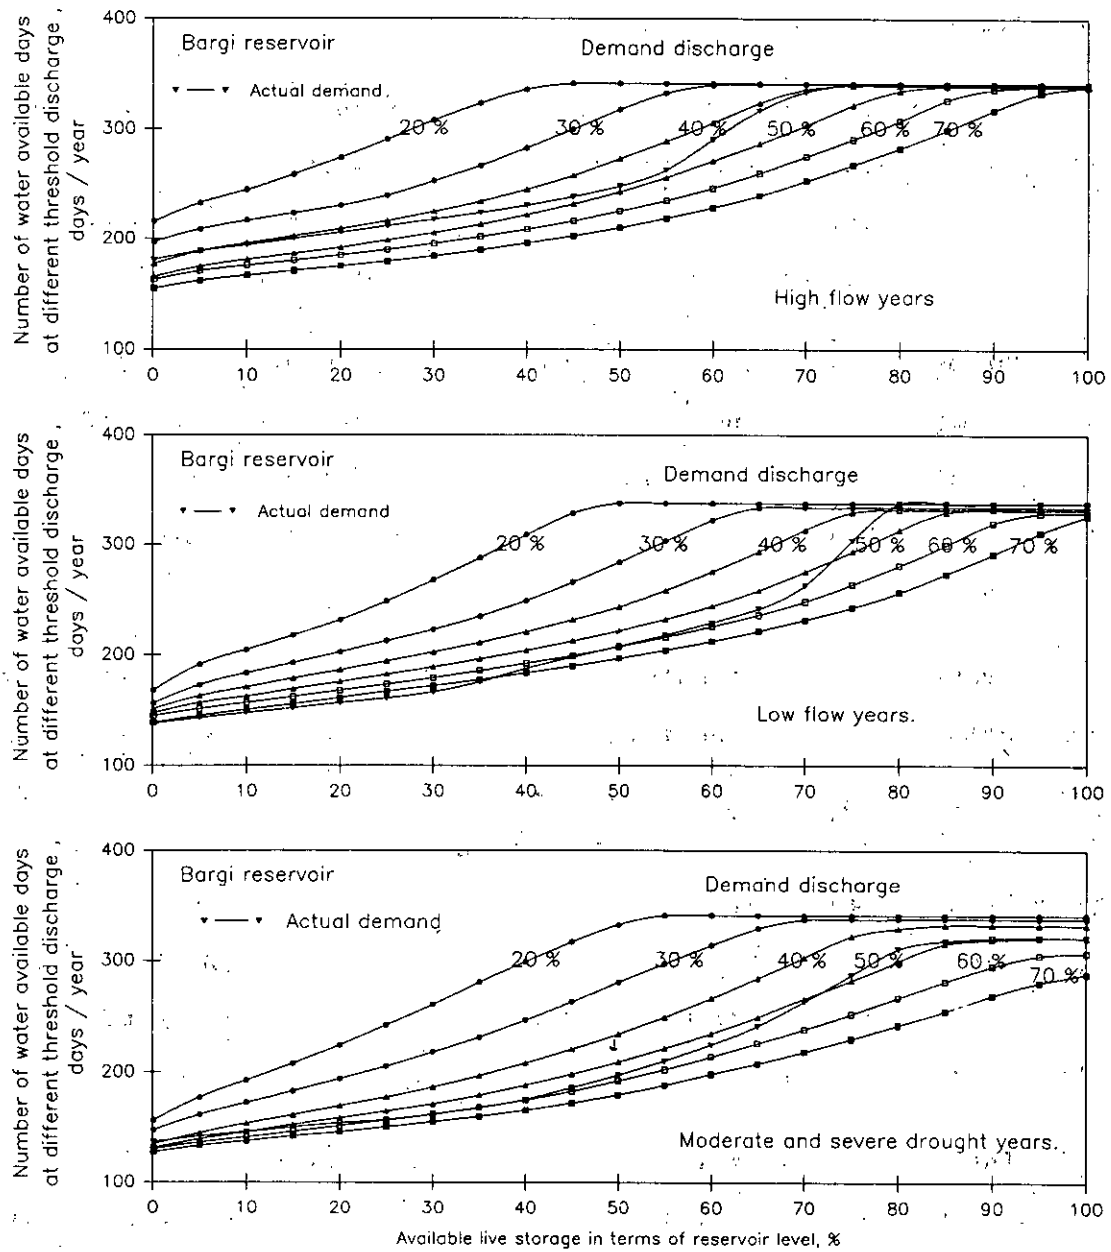 Number of water available days
at different threshold discharge,
days / year
400
300
200
100
Bargi reservoir
Actual demand.
Demand discharge
20 %
30 %
40 %
50 %
60 %
70 %
High flow years
0 10 20 30 40 50 60 70 80 90 100
Number of water available days
at different threshold discharge,
days / year
400
300
200
100
Bargi reservoir
Actual demand
Demand discharge
20 %
30 %
40 %
50 %
60 %
70 %
Low flow years.
0 10 20 30 40 50 60 70 80 90 100
Number of water available days
at different threshold discharge,
days / year
400
300
200
100
Bargi reservoir
Actual demand
Demand discharge
20 %
30 %
40 %
50 %
60 %
70 %
Moderate and severe drought years.
0 10 20 30 40 50 60 70 80 90 100
Available live storage in terms of reservoir level, %